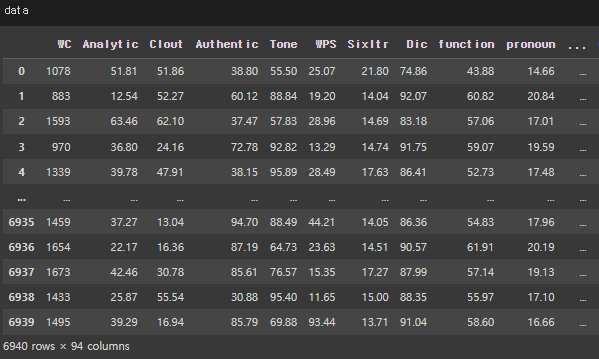 data
WC Analytic Clout Authentic Tone WPS Sixltr Dic function pronoun ...
0 1078 51.81 51.86 38.80 55.50 25.07 21.80 74.86 43.88 14.66 ...
1 883 12.54 52.27 60.12 88.84 19.20 14.04 92.07 60.82 20.84 ...
2 1593 63.46 62.10 37.47 57.83 28.96 14.69 83.18 57.06 17.01 ...
3 970 36.80 24.16 72.78 92.82 13.29 14.74 91.75 59.07 19.59 ...
4 1339 39.78 47.91 38.15 95.89 28.49 17.63 86.41 52.73 17.48 ...
... ... ... ... ... ... ... ... ... ... ... ...
6935 1459 37.27 13.04 94.70 88.49 44.21 14.05 86.36 54.83 17.96 ...
6936 1654 22.17 16.36 87.19 64.73 23.63 14.51 90.57 61.91 20.19 ...
6937 1673 42.46 30.78 85.61 76.57 15.35 17.27 87.99 57.14 19.13 ...
6938 1433 25.87 55.54 30.88 95.40 11.65 15.00 88.35 55.97 17.10 ...
6939 1495 39.29 16.94 85.79 69.88 93.44 13.71 91.04 58.60 16.66 ...
6940 rows × 94 columns